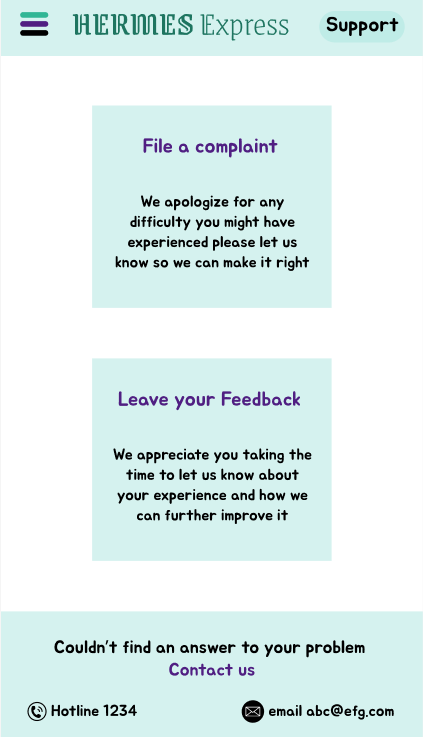 HERMES Express
Support
File a complaint
We apologize for any
difficulty you might have
experienced please let us
know so we can make it right
Leave your Feedback
We appreciate you taking the
time to let us know about
your experience and how we
can further improve it
Couldn't find an answer to your problem
Contact us
Hotline 1234
email abc@efg.com